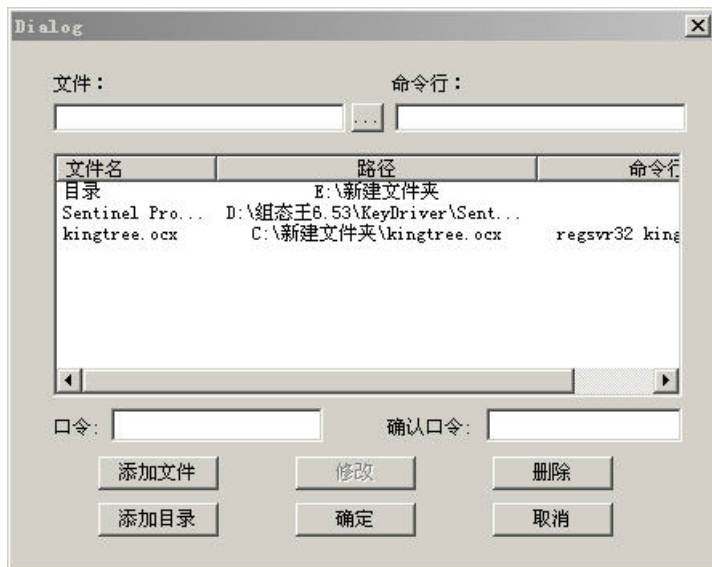 Dialog
文件： 命令行：
...
文件名 路径 命令行
目录 E:\新建文件夹
Sentinel Pro... D:\组态王6.53\KeyDriver\Sent...
kingtree.ocx C:\新建文件夹\kingtree.ocx regsvr32 king
口令: 确认口令:
添加文件 修改 删除
添加目录 确定 取消